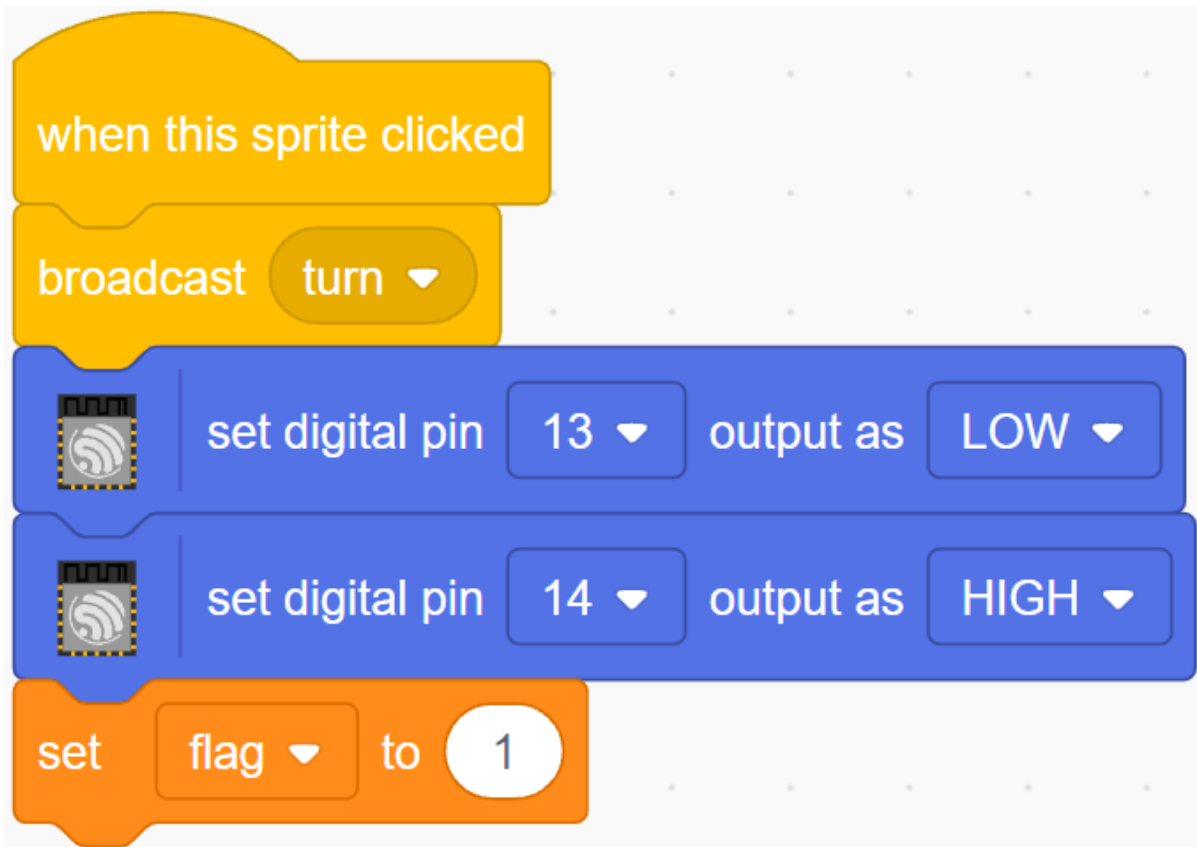 when this sprite clicked
broadcast turn
set digital pin 13 output as LOW
set digital pin 14 output as HIGH
set flag to 1